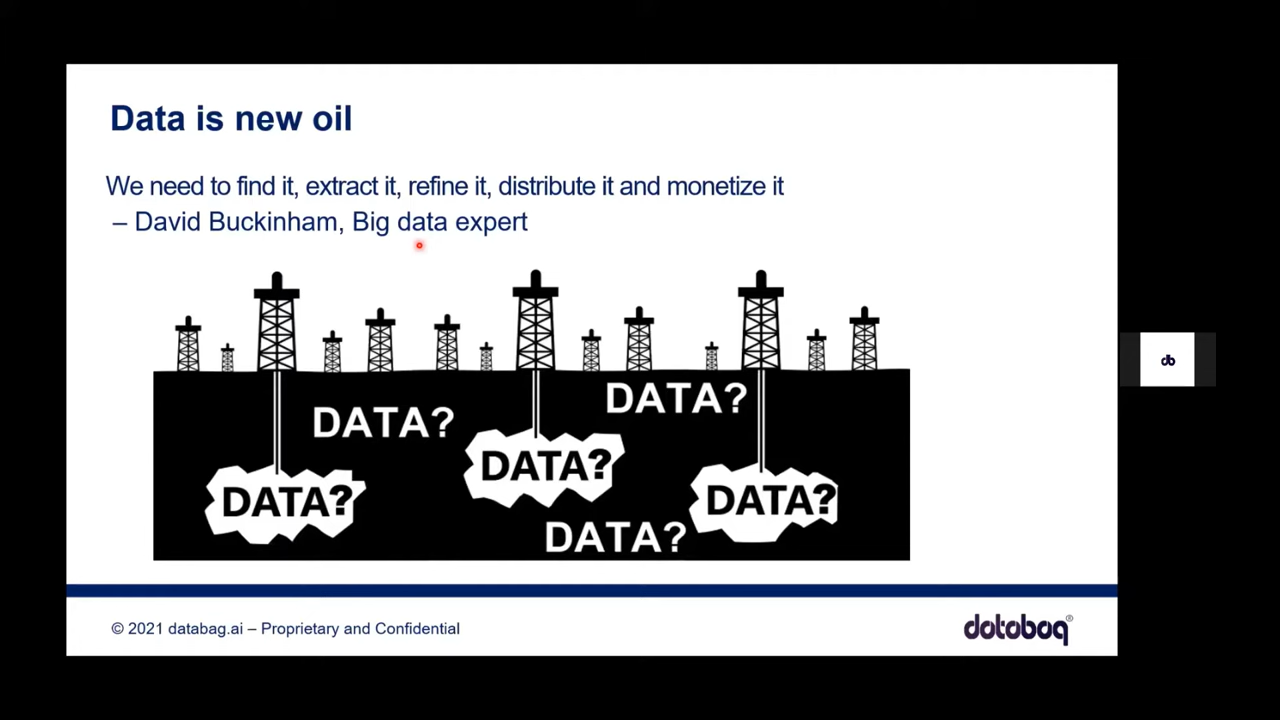 Data is new oil
We need to find it, extract it, refine it, distribute it and monetize it
– David Buckinham, Big data expert
DATA?
DATA?
DATA?
DATA?
DATA?
DATA?
db
© 2021 databag.ai – Proprietary and Confidential
databag®